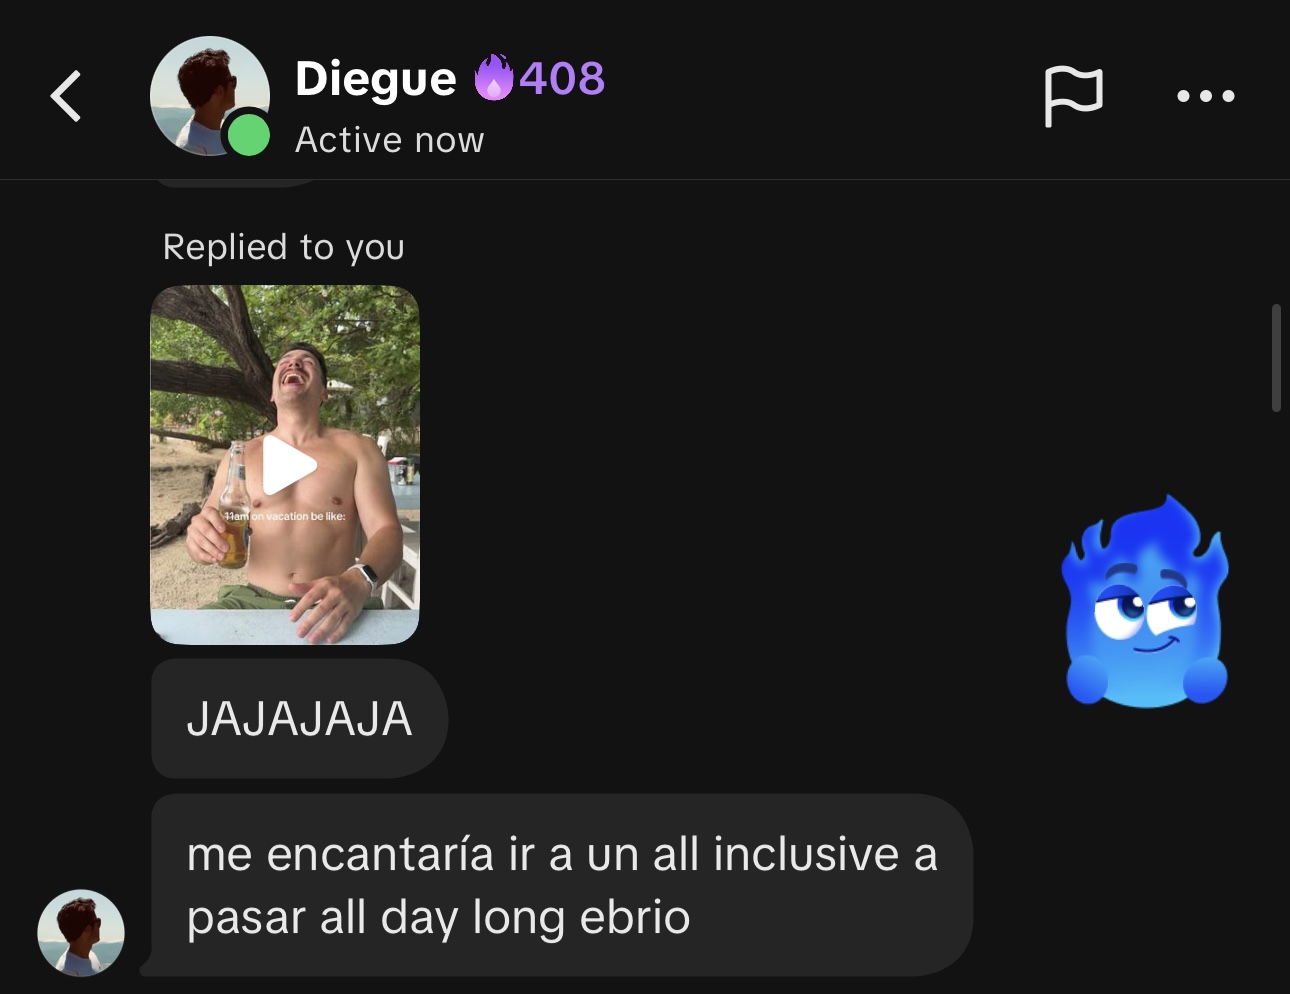 Diegue 408
Active now
Replied to you
11am on vacation be like:
JAJAJAJA
me encantaría ir a un all inclusive a
pasar all day long ebrio